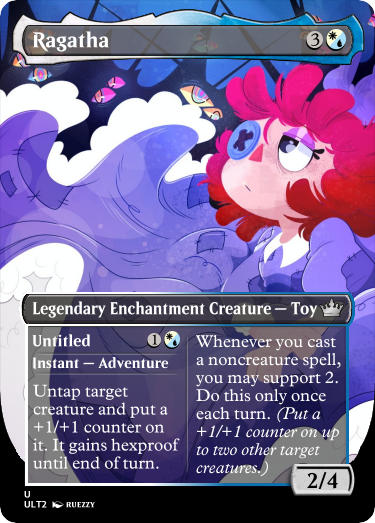 Ragatha 3
Legendary Enchantment Creature — Toy
Untitled 1
Instant — Adventure
Untap target
creature and put a
+1/+1 counter on
it. It gains hexproof
until end of turn.
Whenever you cast
a noncreature spell,
you may support 2.
Do this only once
each turn. (Put a
+1/+1 counter on up
to two other target
creatures.)
2/4
U
ULT2 RUEZZY